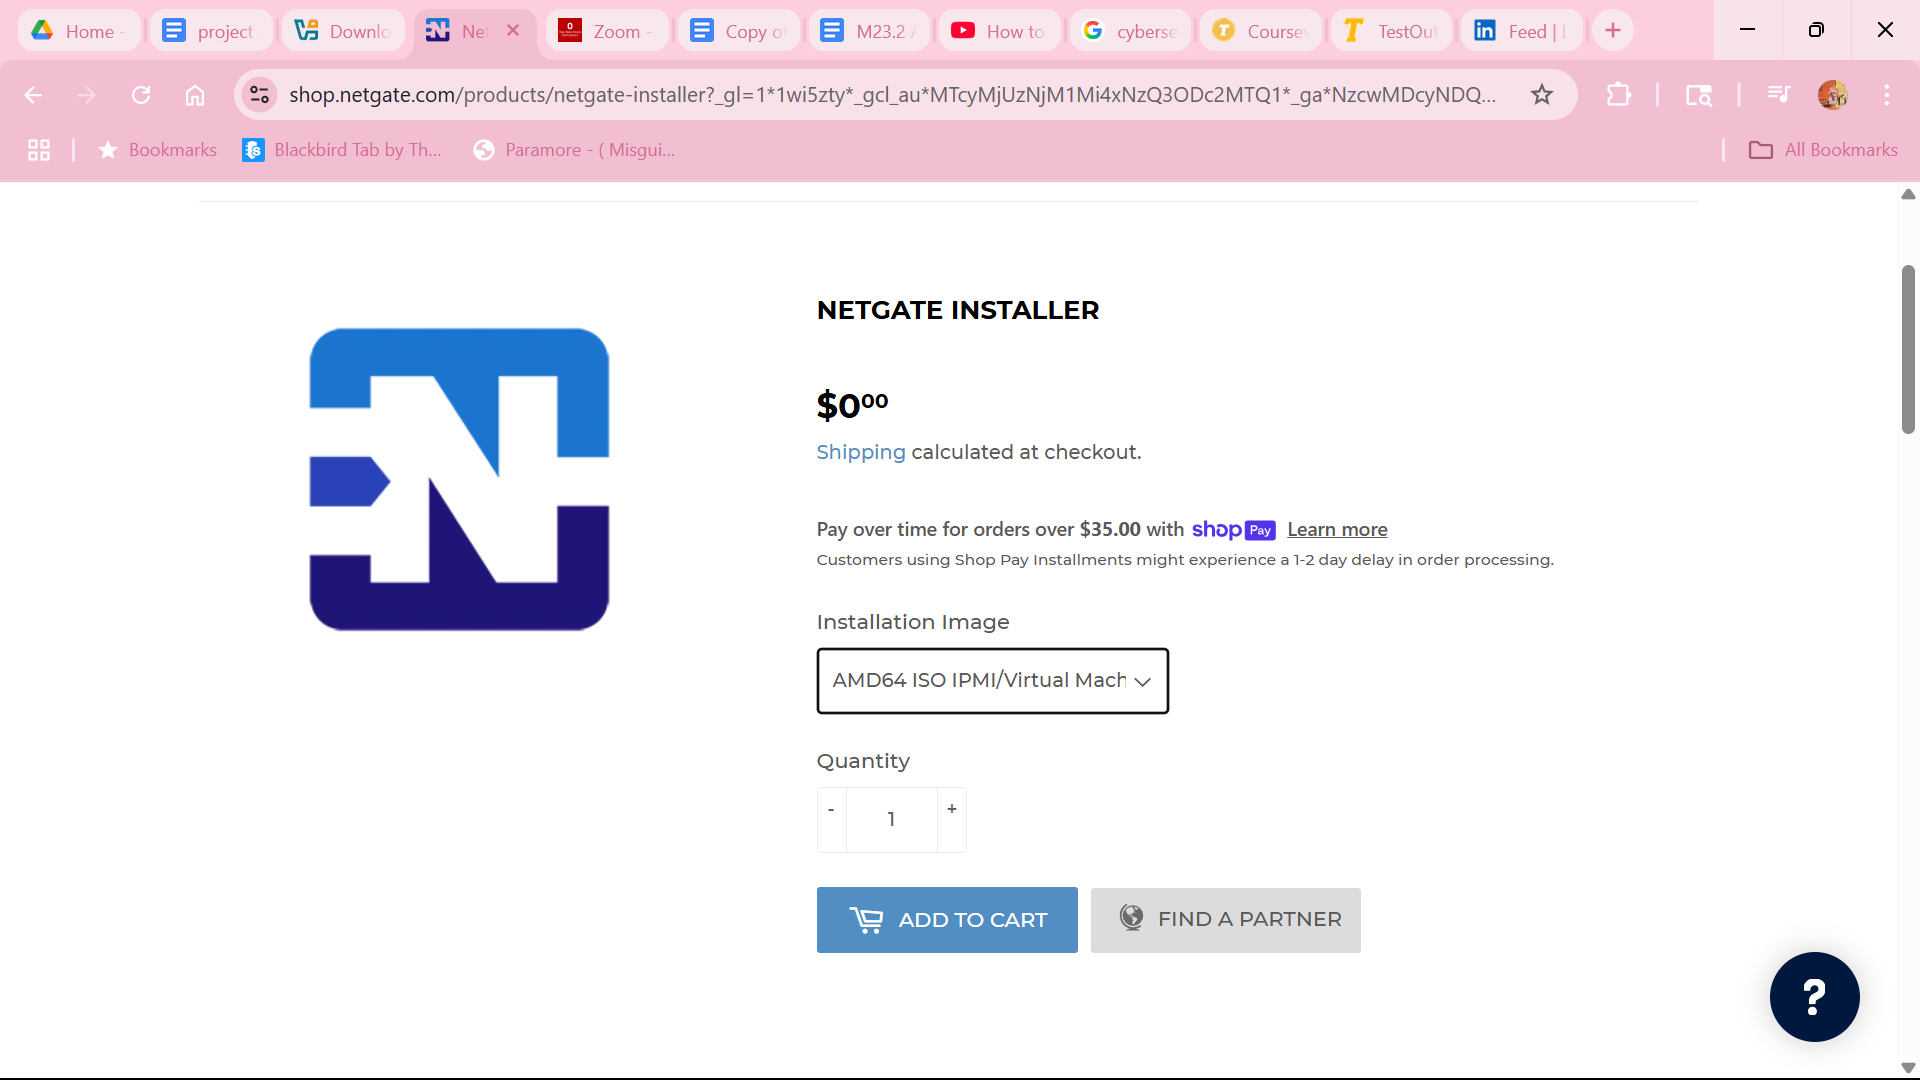 Home -
project
Downlo
Net
Zoom -
Copy o
M23.2 /
How to
cyberse
Course
TestOut
Feed | L
shop.netgate.com/products/netgate-installer?_gl=1*1wi5zty*_gcl_au*MTcyMjUzNjM1Mi4xNzQ3ODc2MTQ1*_ga*NzcwMDcyNDQ...
Bookmarks
Blackbird Tab by Th...
Paramore - ( Misgui...
All Bookmarks
NETGATE INSTALLER
$0⁰⁰
Shipping calculated at checkout.
Pay over time for orders over $35.00 with shop Pay Learn more
Customers using Shop Pay Installments might experience a 1-2 day delay in order processing.
Installation Image
AMD64 ISO IPMI/Virtual Mach
Quantity
- 1 +
ADD TO CART
FIND A PARTNER
?